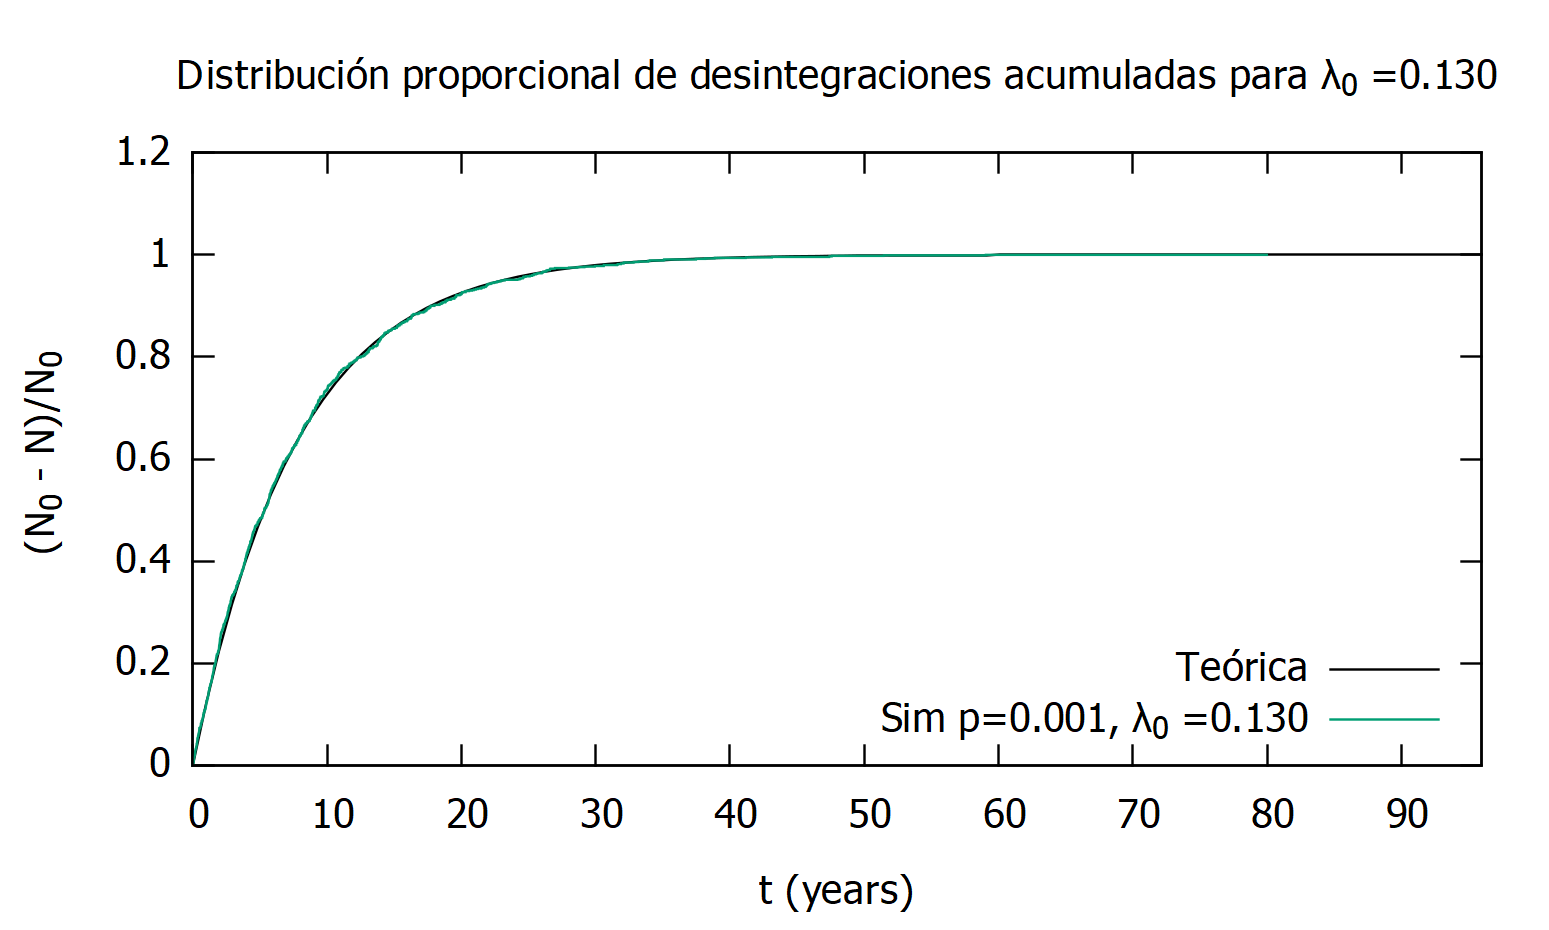 Distribución proporcional de desintegraciones acumuladas para λ₀ =0.130
1.2
1
0.8
0.6
0.4
0.2
0
(N₀ - N)/N₀
Teórica
Sim p=0.001, λ₀ =0.130
0 10 20 30 40 50 60 70 80 90
t (years)